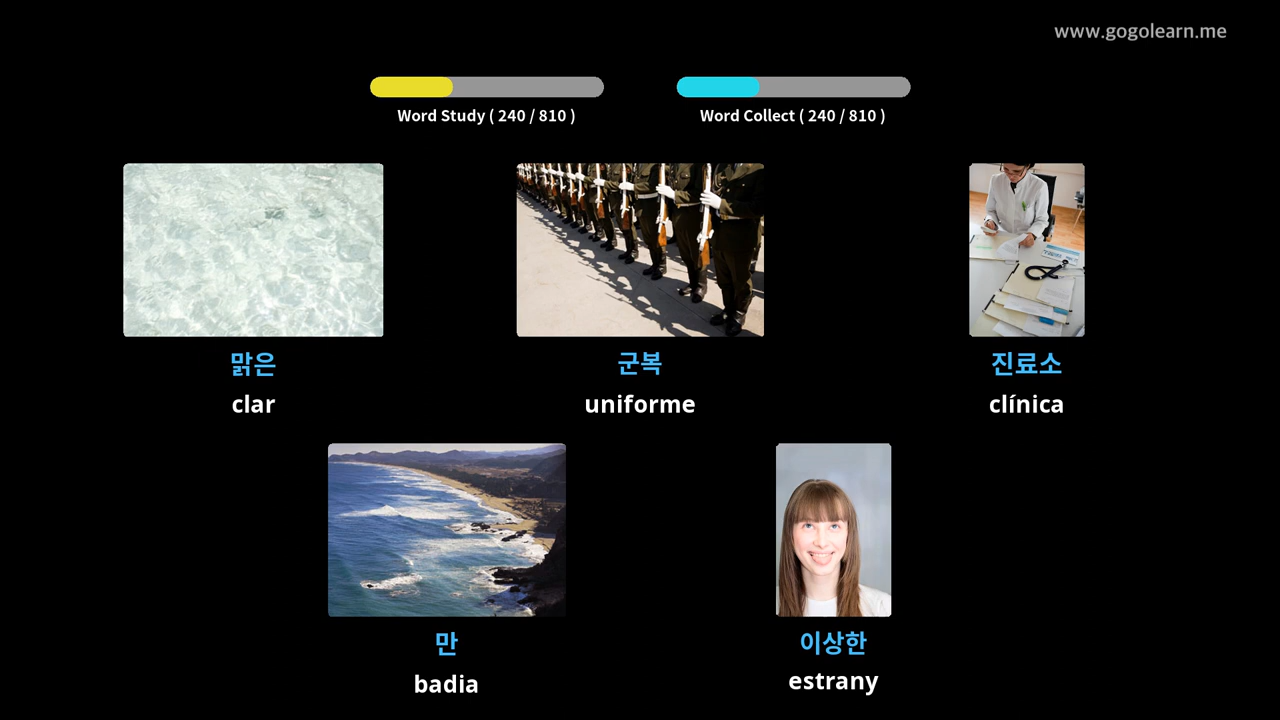 www.gogolearn.me
Word Study ( 240 / 810 )
Word Collect ( 240 / 810 )
맑은
clar
군복
uniforme
진료소
clínica
만
badia
이상한
estrany